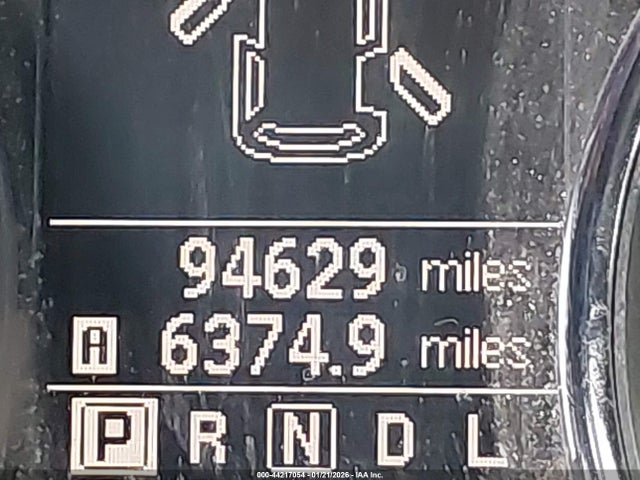 94629 miles
A 6374.9 miles
P R N D L
000-44217054 - 01/21/2026 - IAA Inc.